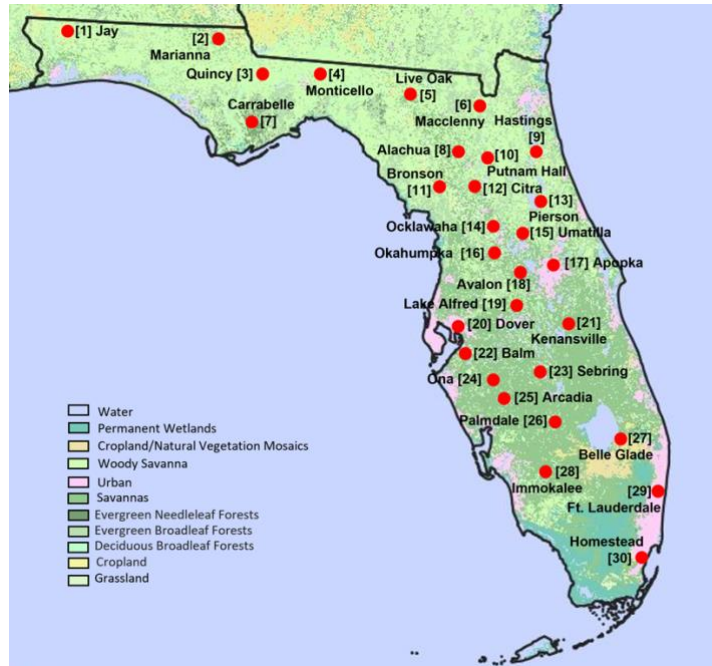 [1] Jay
[2]
Marianna
Quincy [3]
[4]
Monticello
Live Oak
[5]
[6]
Macclenny
Hastings
[9]
Carrabelle
[7]
Alachua [8]
[10]
Putnam Hall
Bronson
[11]
[12] Citra
[13]
Pierson
Ocklawaha [14]
[15] Umatilla
Okahumpka [16]
[17] Apopka
Avalon [18]
Lake Alfred [19]
[20] Dover
[21]
Kenansville
[22] Balm
[23] Sebring
Ona [24]
[25] Arcadia
Palmdale [26]
[27]
Belle Glade
[28]
Immokalee
[29]
Ft. Lauderdale
Homestead
[30]
Water
Permanent Wetlands
Cropland/Natural Vegetation Mosaics
Woody Savanna
Urban
Savannas
Evergreen Needleleaf Forests
Evergreen Broadleaf Forests
Deciduous Broadleaf Forests
Cropland
Grassland